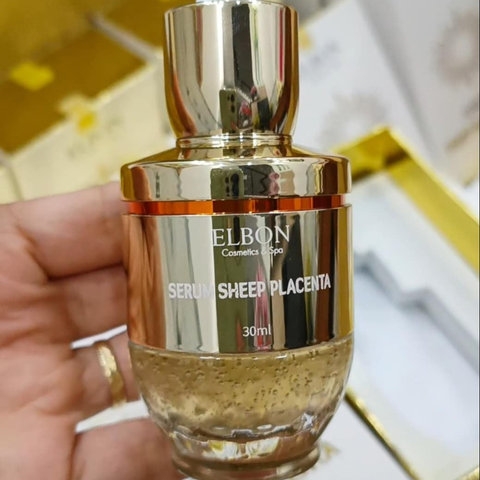 ELBON
Cosmetics & Spa
SERUM SHEEP PLACENTA
30ml